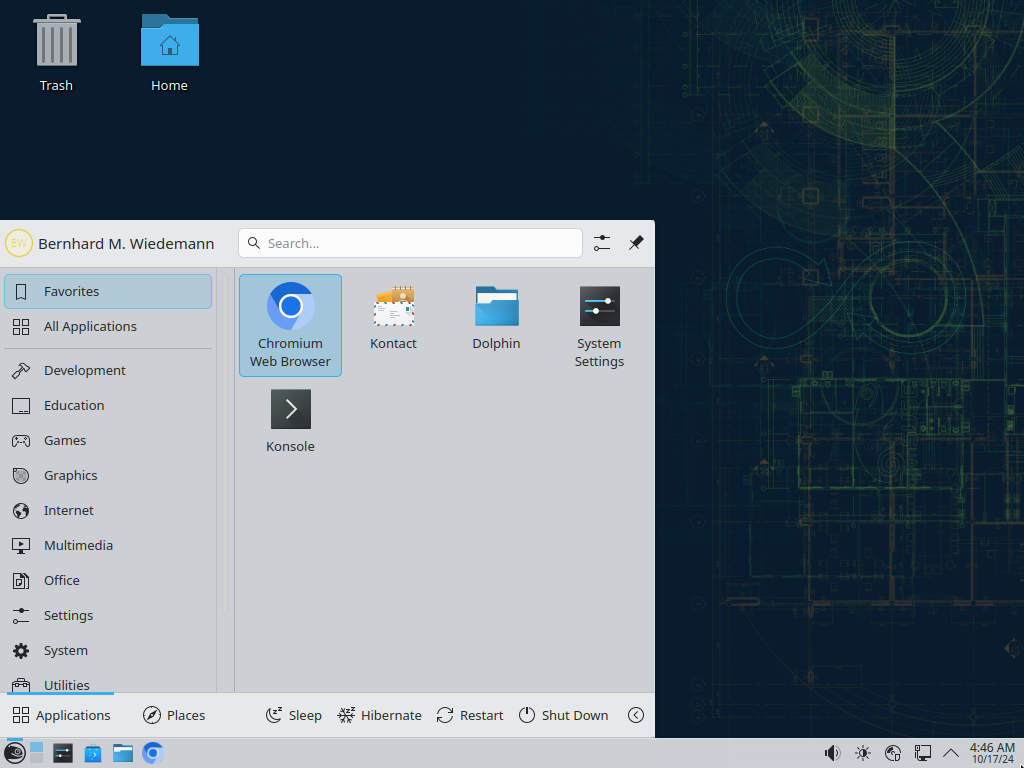 Trash
Home
BW
Bernhard M. Wiedemann
Search...
Favorites
All Applications
Development
Education
Games
Graphics
Internet
Multimedia
Office
Settings
System
Utilities
Chromium
Web Browser
Kontact
Dolphin
System
Settings
Konsole
Applications
Places
Sleep
Hibernate
Restart
Shut Down
4:46 AM
10/17/24